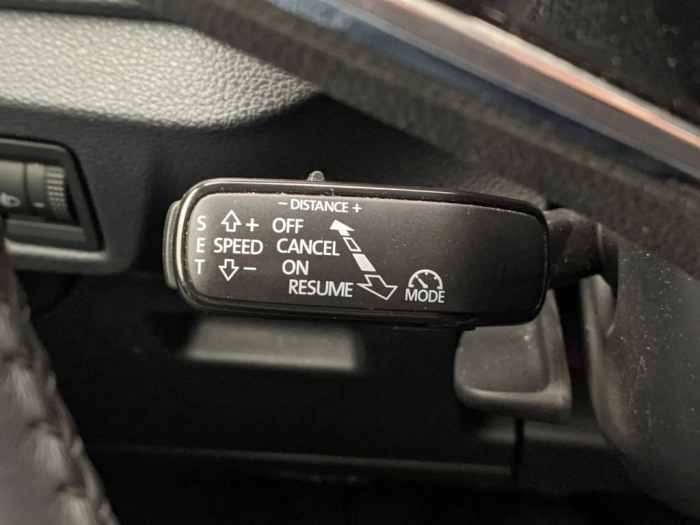 − DISTANCE +
S + OFF
E SPEED CANCEL
T − ON
RESUME
MODE